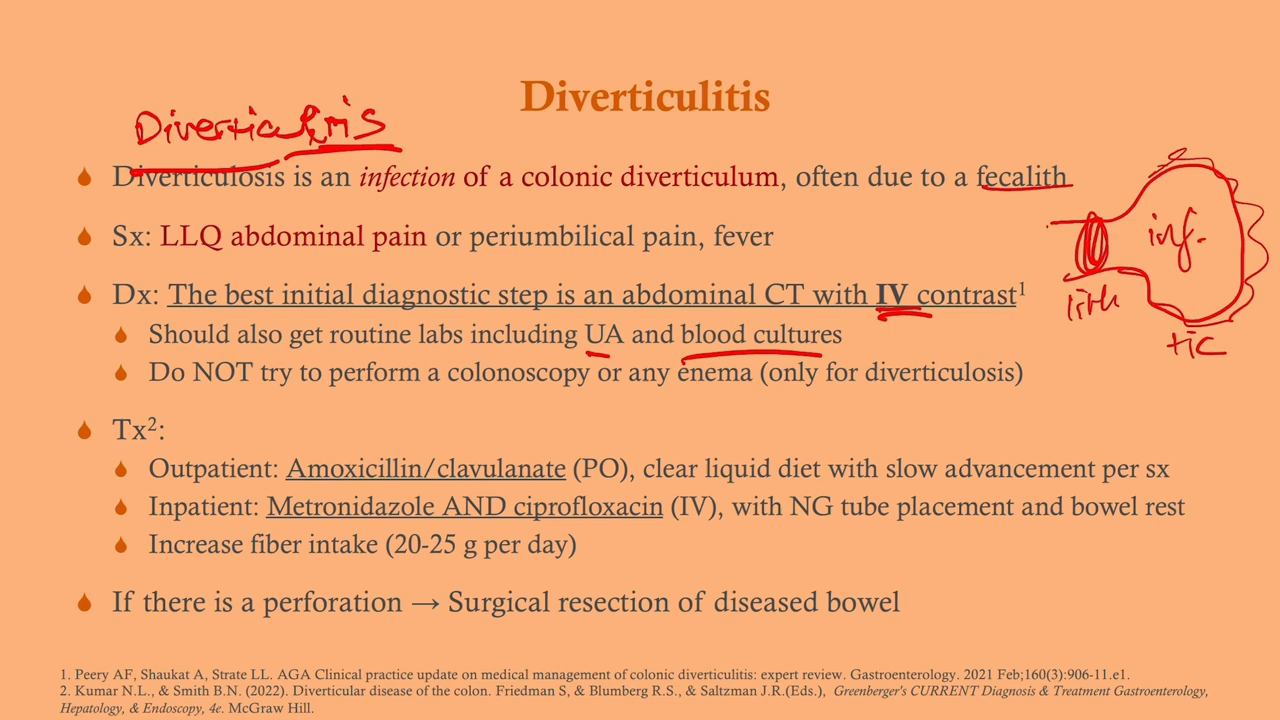 Diverticulitis
Diverticulitis
Diverticulosis is an infection of a colonic diverticulum, often due to a fecalith
Sx: LLQ abdominal pain or periumbilical pain, fever
inf.
Dx: The best initial diagnostic step is an abdominal CT with IV contrast¹
lith
Should also get routine labs including UA and blood cultures
tic
Do NOT try to perform a colonoscopy or any enema (only for diverticulosis)
Tx²:
Outpatient: Amoxicillin/clavulanate (PO), clear liquid diet with slow advancement per sx
Inpatient: Metronidazole AND ciprofloxacin (IV), with NG tube placement and bowel rest
Increase fiber intake (20-25 g per day)
If there is a perforation → Surgical resection of diseased bowel
1. Peery AF, Shaukat A, Strate LL. AGA Clinical practice update on medical management of colonic diverticulitis: expert review. Gastroenterology. 2021 Feb;160(3):906-11.e1.
2. Kumar N.L., & Smith B.N. (2022). Diverticular disease of the colon. Friedman S, & Blumberg R.S., & Saltzman J.R.(Eds.), Greenberger's CURRENT Diagnosis & Treatment Gastroenterology,
Hepatology, & Endoscopy, 4e. McGraw Hill.